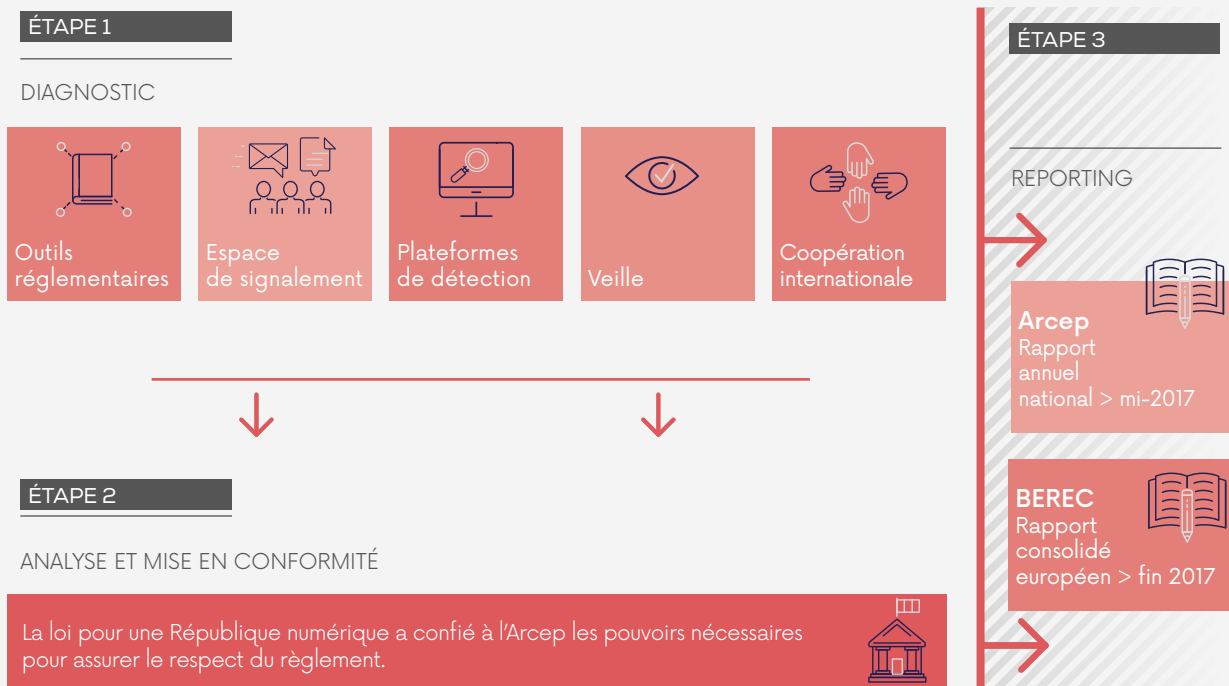 ÉTAPE 1
DIAGNOSTIC
Outils
réglementaires
Espace
de signalement
Plateformes
de détection
Veille
Coopération
internationale
ÉTAPE 2
ANALYSE ET MISE EN CONFORMITÉ
La loi pour une République numérique a confié à l'Arcep les pouvoirs nécessaires
pour assurer le respect du règlement.
ÉTAPE 3
REPORTING
Arcep
Rapport
annuel
national > mi-2017
BEREC
Rapport
consolidé
européen > fin 2017